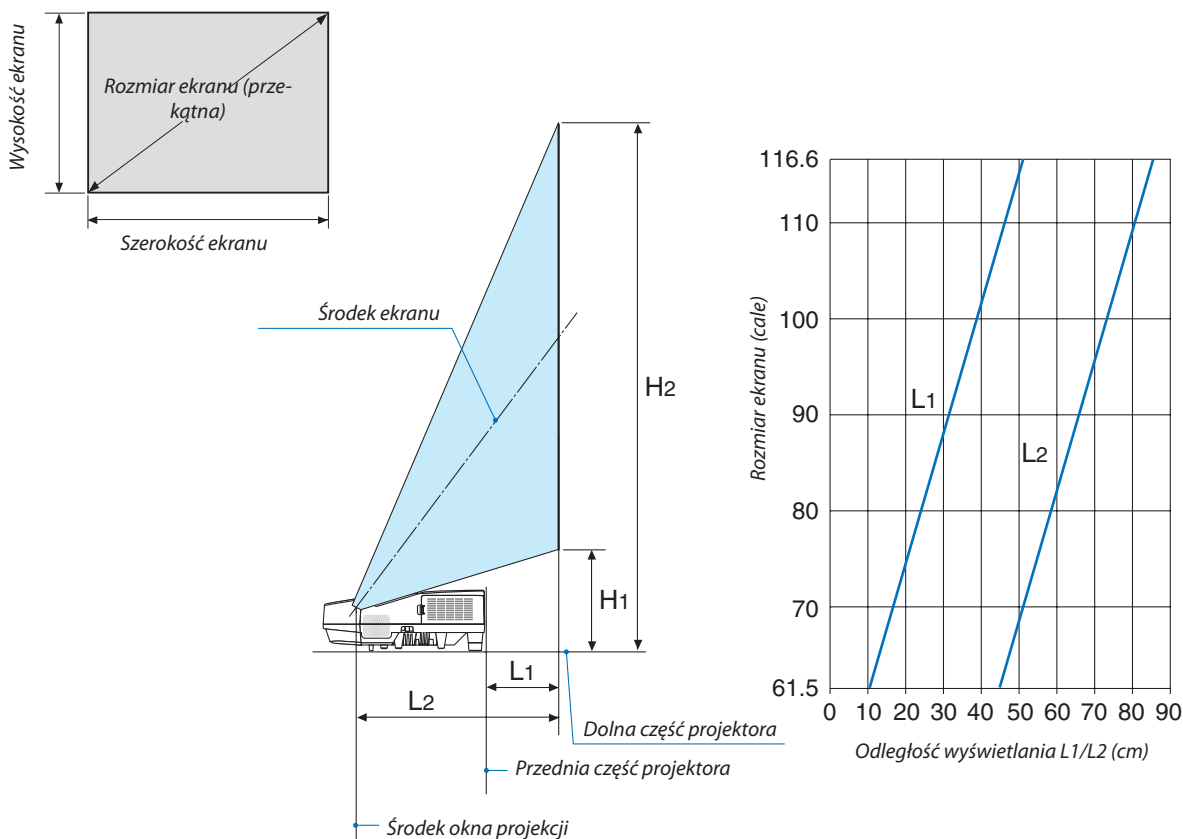 Wysokość ekranu
Rozmiar ekranu (prze-
kątna)
Szerokość ekranu
Środek ekranu
H2
H1
L1
L2
Dolna część projektora
Przednia część projektora
Środek okna projekcji
Rozmiar ekranu (cale)
116.6
110
100
90
80
70
61.5
L1
L2
0 10 20 30 40 50 60 70 80 90
Odległość wyświetlania L1/L2 (cm)